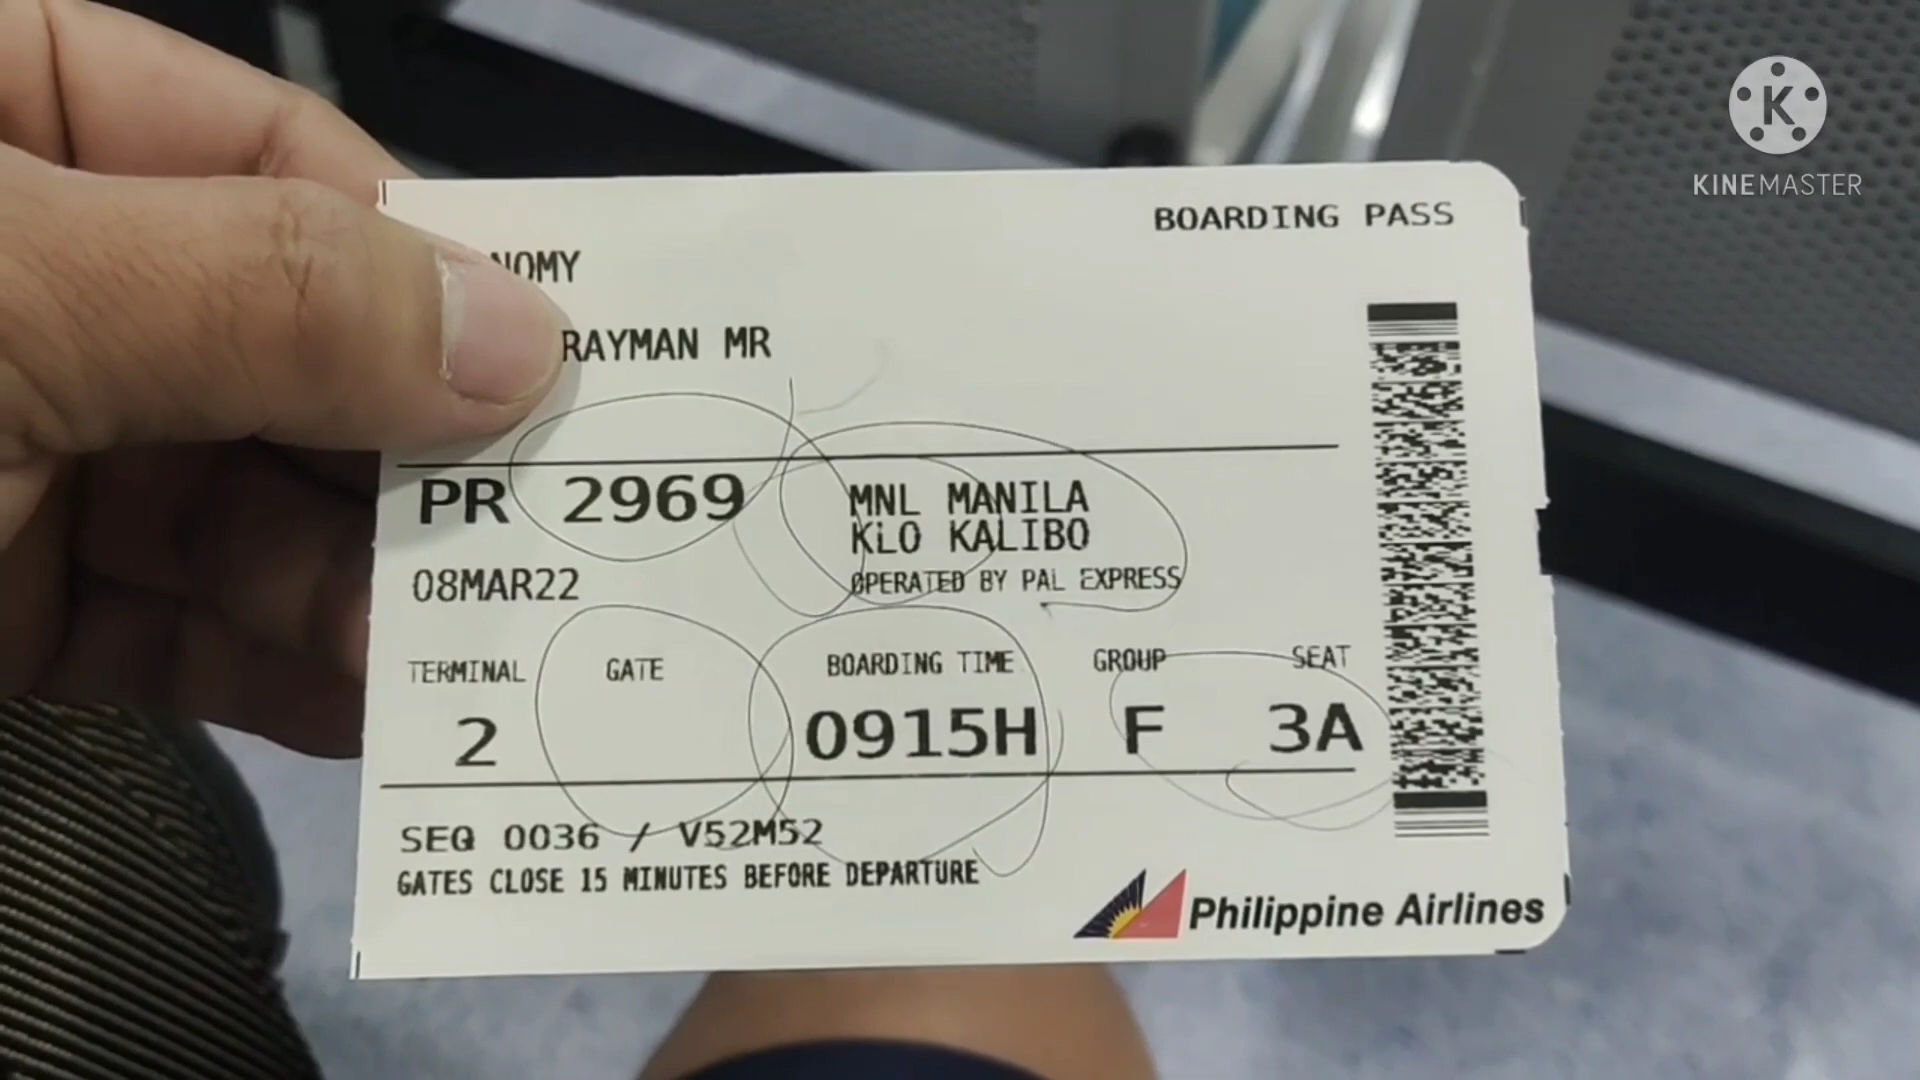 BOARDING PASS
NOMY
RAYMAN MR
PR 2969
MNL MANILA
KLO KALIBO
08MAR22
OPERATED BY PAL EXPRESS
TERMINAL GATE BOARDING TIME GROUP SEAT
2 0915H F 3A
SEQ 0036 / V52M52
GATES CLOSE 15 MINUTES BEFORE DEPARTURE
Philippine Airlines
K
KINEMASTER